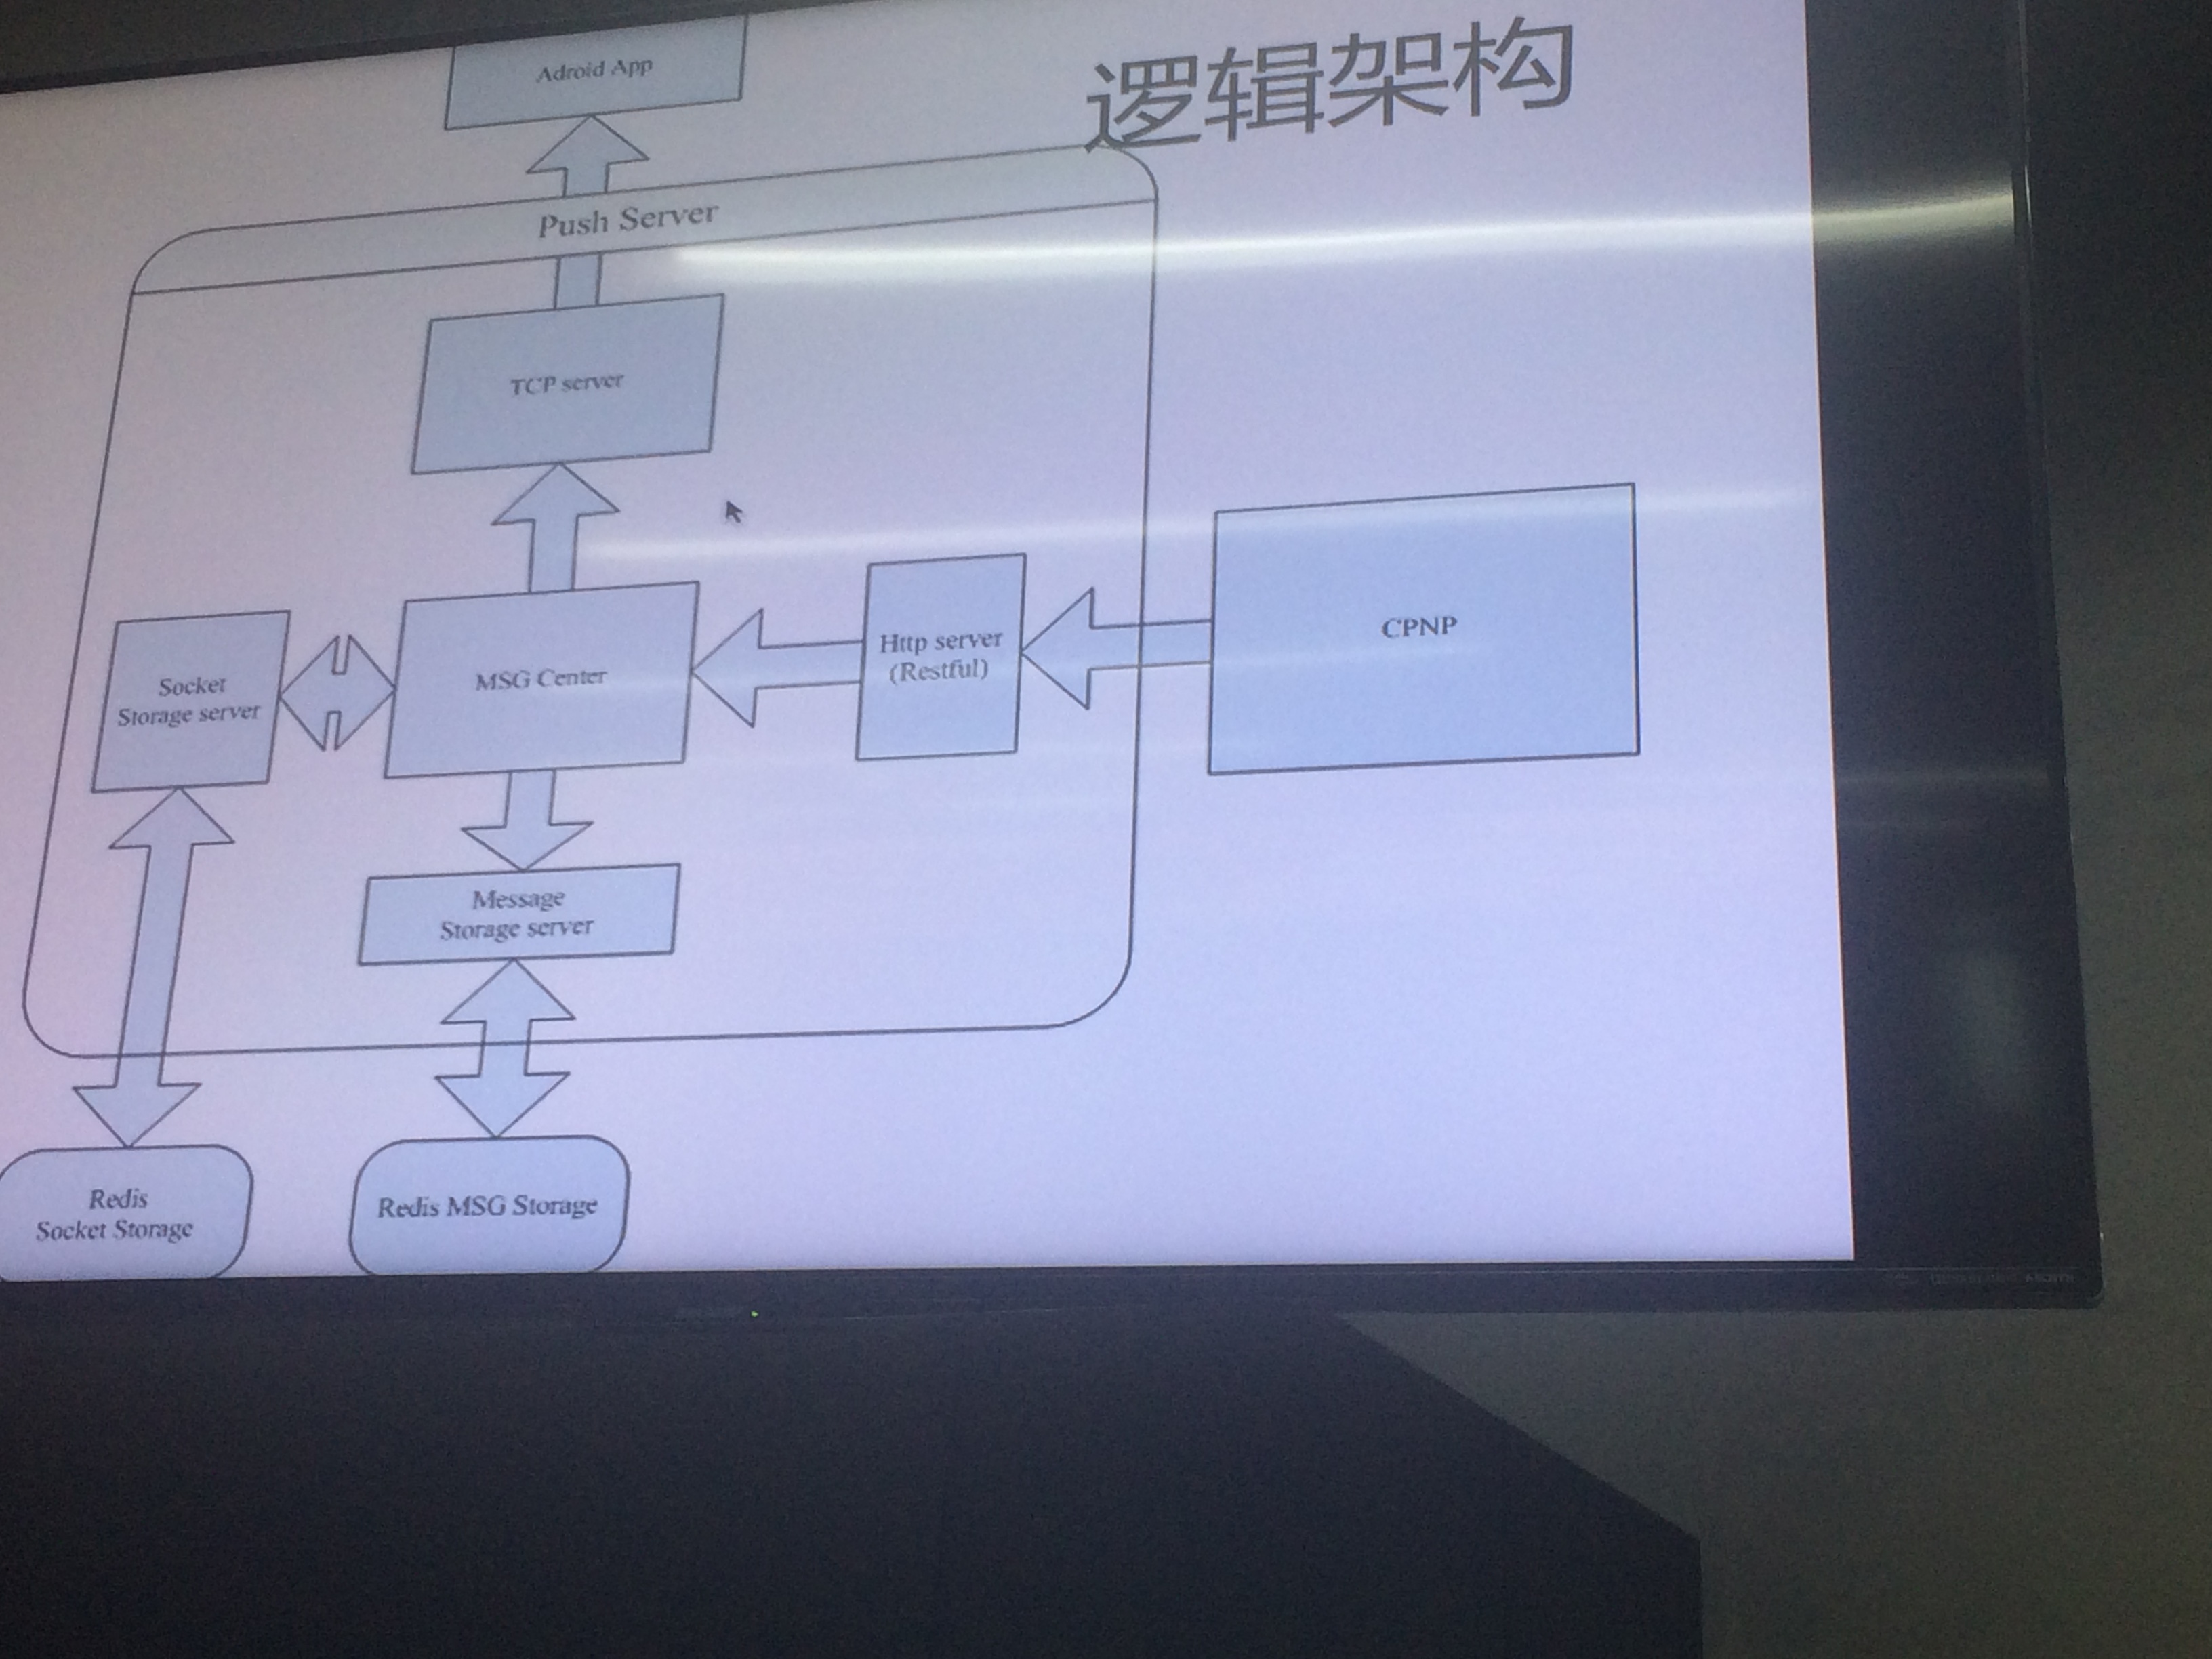 逻辑架构
Adroid App
Push Server
TCP server
Socket
Storage server
MSG Center
Http server
(Restful)
CPNP
Message
Storage server
Redis
Socket Storage
Redis MSG Storage